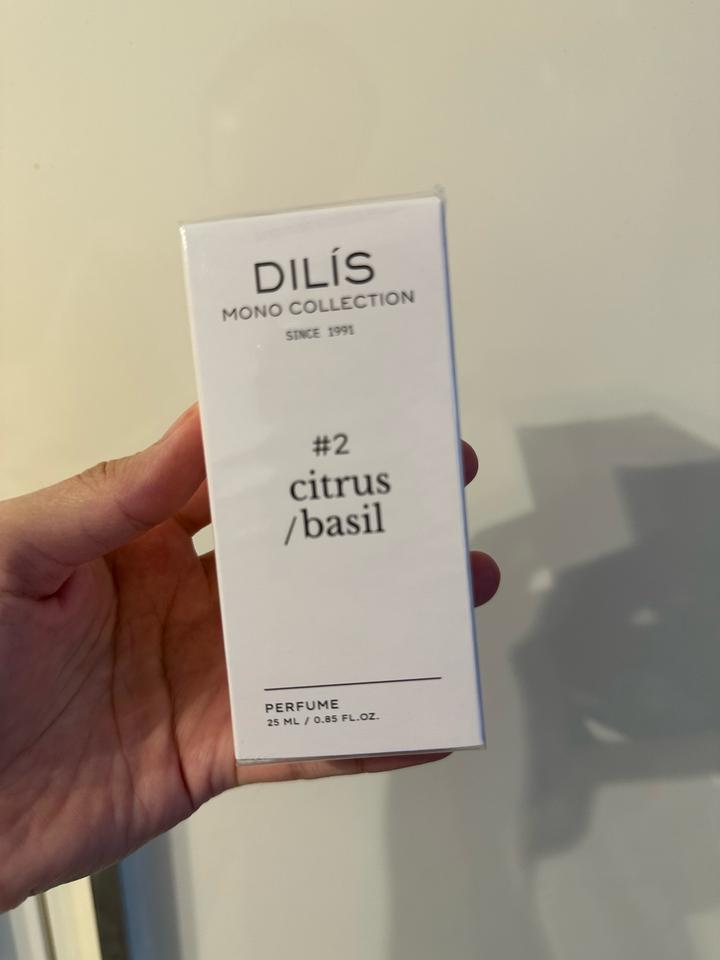 DILÍS
MONO COLLECTION
SINCE 1991
#2
citrus
/basil
PERFUME
25 ML / 0.85 FL.OZ.